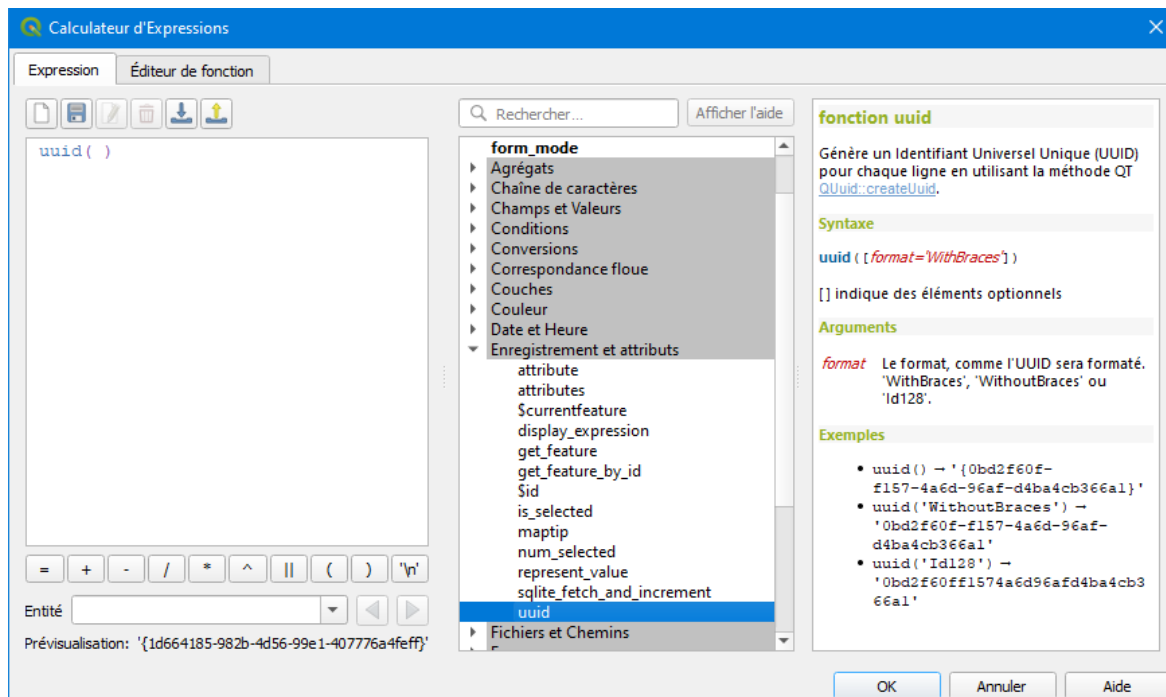 Calculateur d'Expressions
Expression
Éditeur de fonction
uuid( )
=
+
-
/
*
^
||
(
)
'\n'
Entité
Prévisualisation: '{1d664185-982b-4d56-99e1-407776a4feff}'
Rechercher...
Afficher l'aide
form_mode
Agrégats
Chaîne de caractères
Champs et Valeurs
Conditions
Conversions
Correspondance floue
Couches
Couleur
Date et Heure
Enregistrement et attributs
attribute
attributes
$currentfeature
display_expression
get_feature
get_feature_by_id
$id
is_selected
maptip
num_selected
represent_value
sqlite_fetch_and_increment
uuid
Fichiers et Chemins
fonction uuid
Génère un Identifiant Universel Unique (UUID)
pour chaque ligne en utilisant la méthode QT
QUuid::createUuid.
Syntaxe
uuid([format='WithBraces'])
[] indique des éléments optionnels
Arguments
format Le format, comme l'UUID sera formaté.
'WithBraces', 'WithoutBraces' ou
'Id128'.
Exemples
• uuid() → '{0bd2f60f-
f157-4a6d-96af-d4ba4cb366a1}'
• uuid('WithoutBraces') →
'0bd2f60f-f157-4a6d-96af-
d4ba4cb366a1'
• uuid('Id128') →
'0bd2f60ff1574a6d96afd4ba4cb3
66a1'
OK
Annuler
Aide